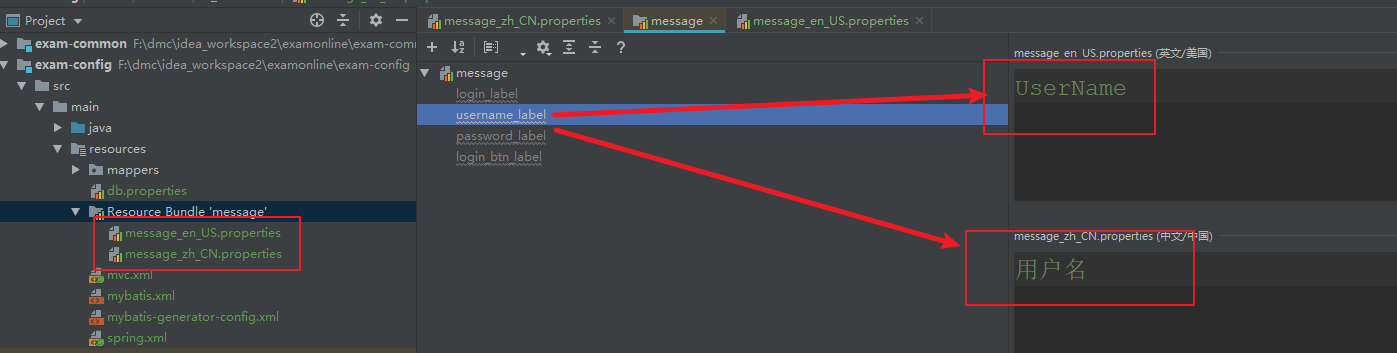 Project
exam-common F:\dmc\idea_workspace2\examonline\exam-com
exam-config F:\dmc\idea_workspace2\examonline\exam-config
src
main
java
resources
mappers
db.properties
Resource Bundle 'message'
message_en_US.properties
message_zh_CN.properties
mvc.xml
mybatis.xml
mybatis-generator-config.xml
spring.xml
message_zh_CN.properties
message
message_en_US.properties
message
login_label
username_label
password_label
login_btn_label
message_en_US.properties (英文/美国)
UserName
message_zh_CN.properties (中文/中国)
用户名